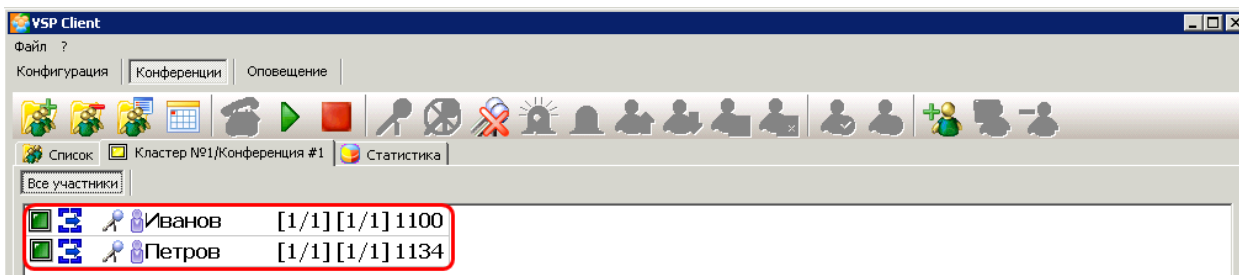 VSP Client
Файл ?
Конфигурация Конференции Оповещение
Список Кластер №1/Конференция #1 Статистика
Все участники
Иванов [1/1] [1/1] 1100
Петров [1/1] [1/1] 1134